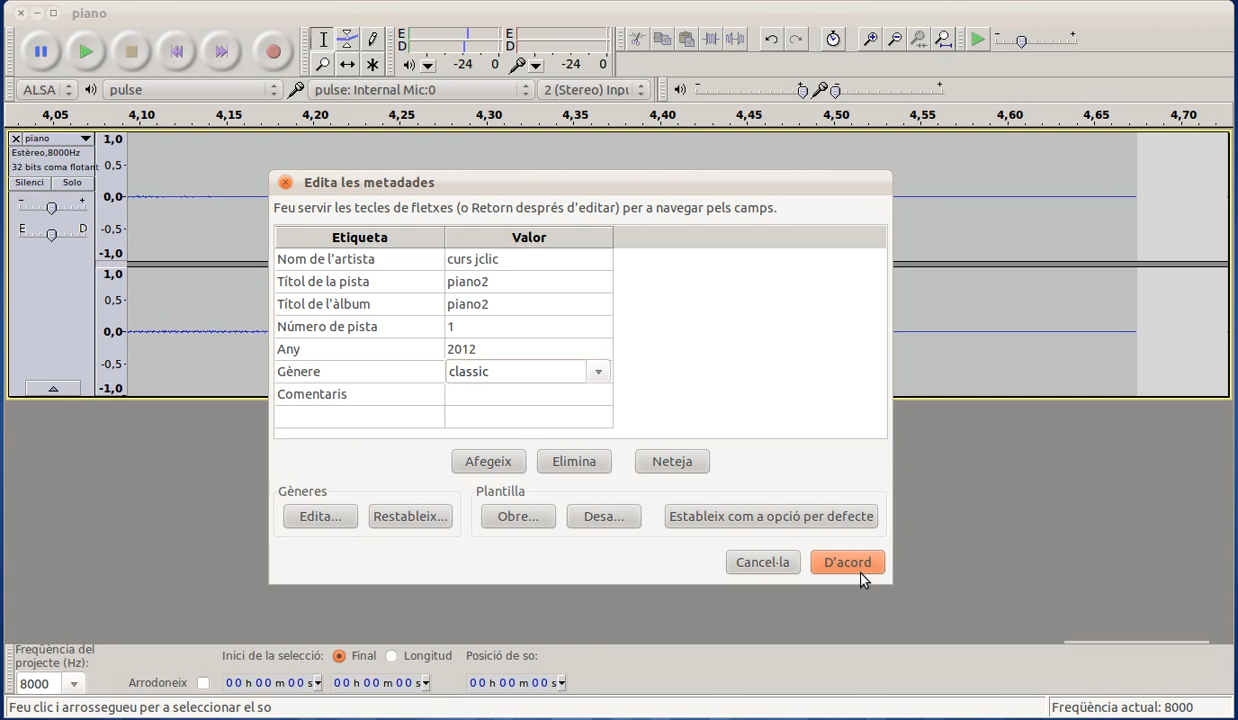 piano
E
D
-24 0
E
D
-24 0
ALSA pulse pulse: Internal Mic:0 2 (Stereo) Inpu
4,05 4,10 4,15 4,20 4,25 4,30 4,35 4,40 4,45 4,50 4,55 4,60 4,65 4,70
piano
Estèreo,8000Hz
32 bits coma flotant
Silenci Solo
- +
E D
1,0
0,5-
0,0-
-0,5-
-1,0
1,0
0,5-
0,0-
-0,5-
-1,0
Edita les metadades
Feu servir les tecles de fletxes (o Retorn després d'editar) per a navegar pels camps.
Etiqueta Valor
Nom de l'artista curs jclic
Títol de la pista piano2
Títol de l'àlbum piano2
Número de pista 1
Any 2012
Gènere classic
Comentaris
Afegeix Elimina Neteja
Gèneres Plantilla
Edita... Restableix... Obre... Desa... Estableix com a opció per defecte
Cancel·la D'acord
Freqüència del
projecte (Hz):
8000
Inici de la selecció: Final Longitud Posició de so:
Arrodoneix 00 h 00 m 00 s 00 h 00 m 00 s 00 h 00 m 00 s
Feu clic i arrossegueu per a seleccionar el so Freqüència actual: 8000